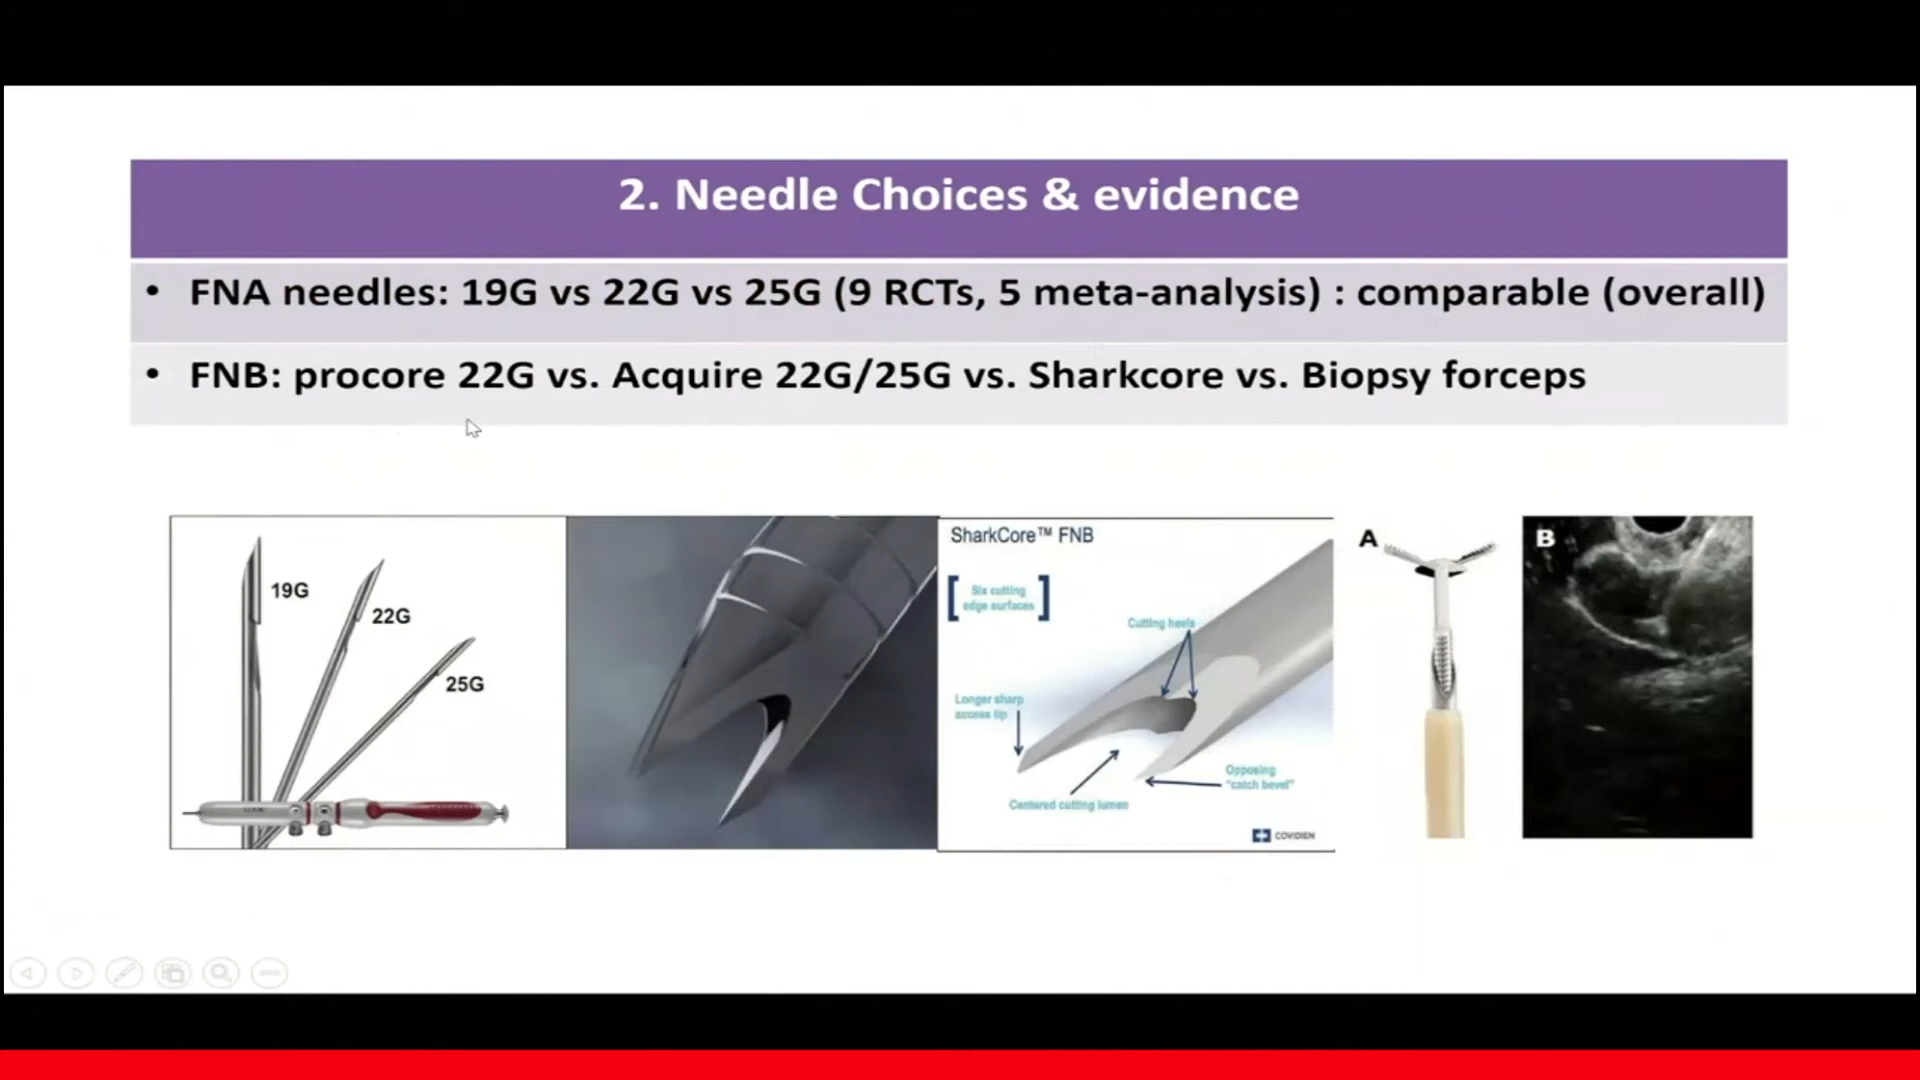 2. Needle Choices & evidence
• FNA needles: 19G vs 22G vs 25G (9 RCTs, 5 meta-analysis) : comparable (overall)
• FNB: procore 22G vs. Acquire 22G/25G vs. Sharkcore vs. Biopsy forceps
19G
22G
25G
SharkCore™ FNB
Six cutting
edge surfaces
Cutting heels
Longer sharp
access tip
Opposing
"catch bevel"
Centered cutting lumen
COVIDIEN
A
B